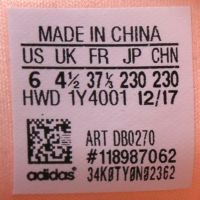 MADE IN CHINA
US UK FR JP CHN
6 4½ 37⅓ 230 230
HWD 1Y4001 12/17
ART DB0270
#118987062
adidas 34K0TY0N02362